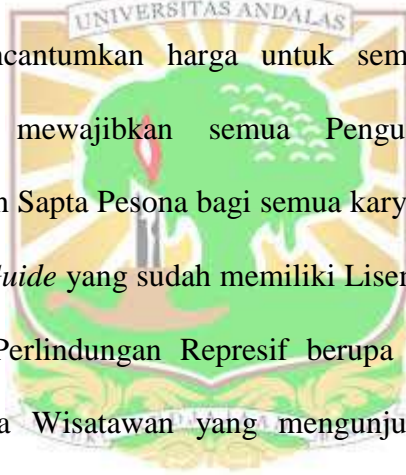 UNIVERSITAS ANDALAS
ncantumkan harga untuk sem
mewajibkan semua Pengu
n Sapta Pesona bagi semua kary
Guide yang sudah memiliki Lisen
Perlindungan Represif berupa
a Wisatawan yang mengunju